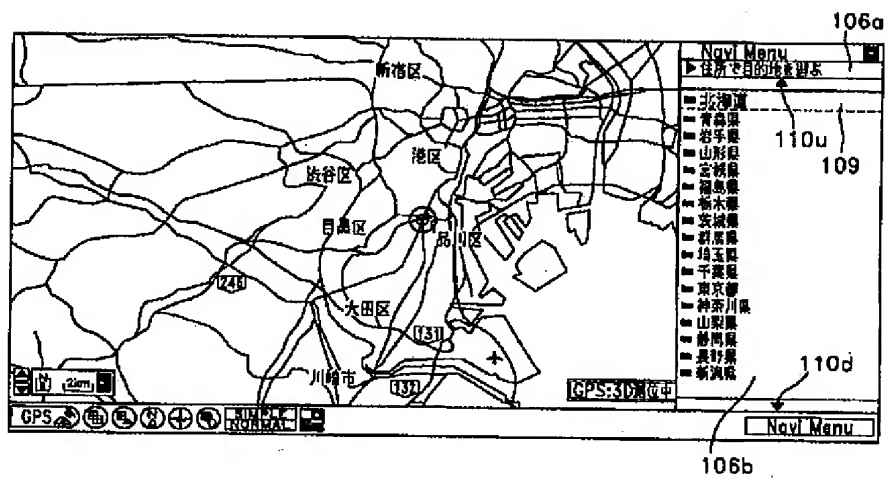 106a
Navi Menu
▶住所で目的地を選ぶ
新宿区
北海道
青森県
110u
109
岩手県
港区
山形県
渋谷区
宮城県
福島県
栃木県
目黒区
茨城県
品川区
群馬県
埼玉県
246
千葉県
東京都
大田区
神奈川県
131
山梨県
静岡県
110d
川崎市
長野県
N
2km
132
GPS:3D測位中
新潟県
GPS
SIMPLE
NORMAL
Navi Menu
106b